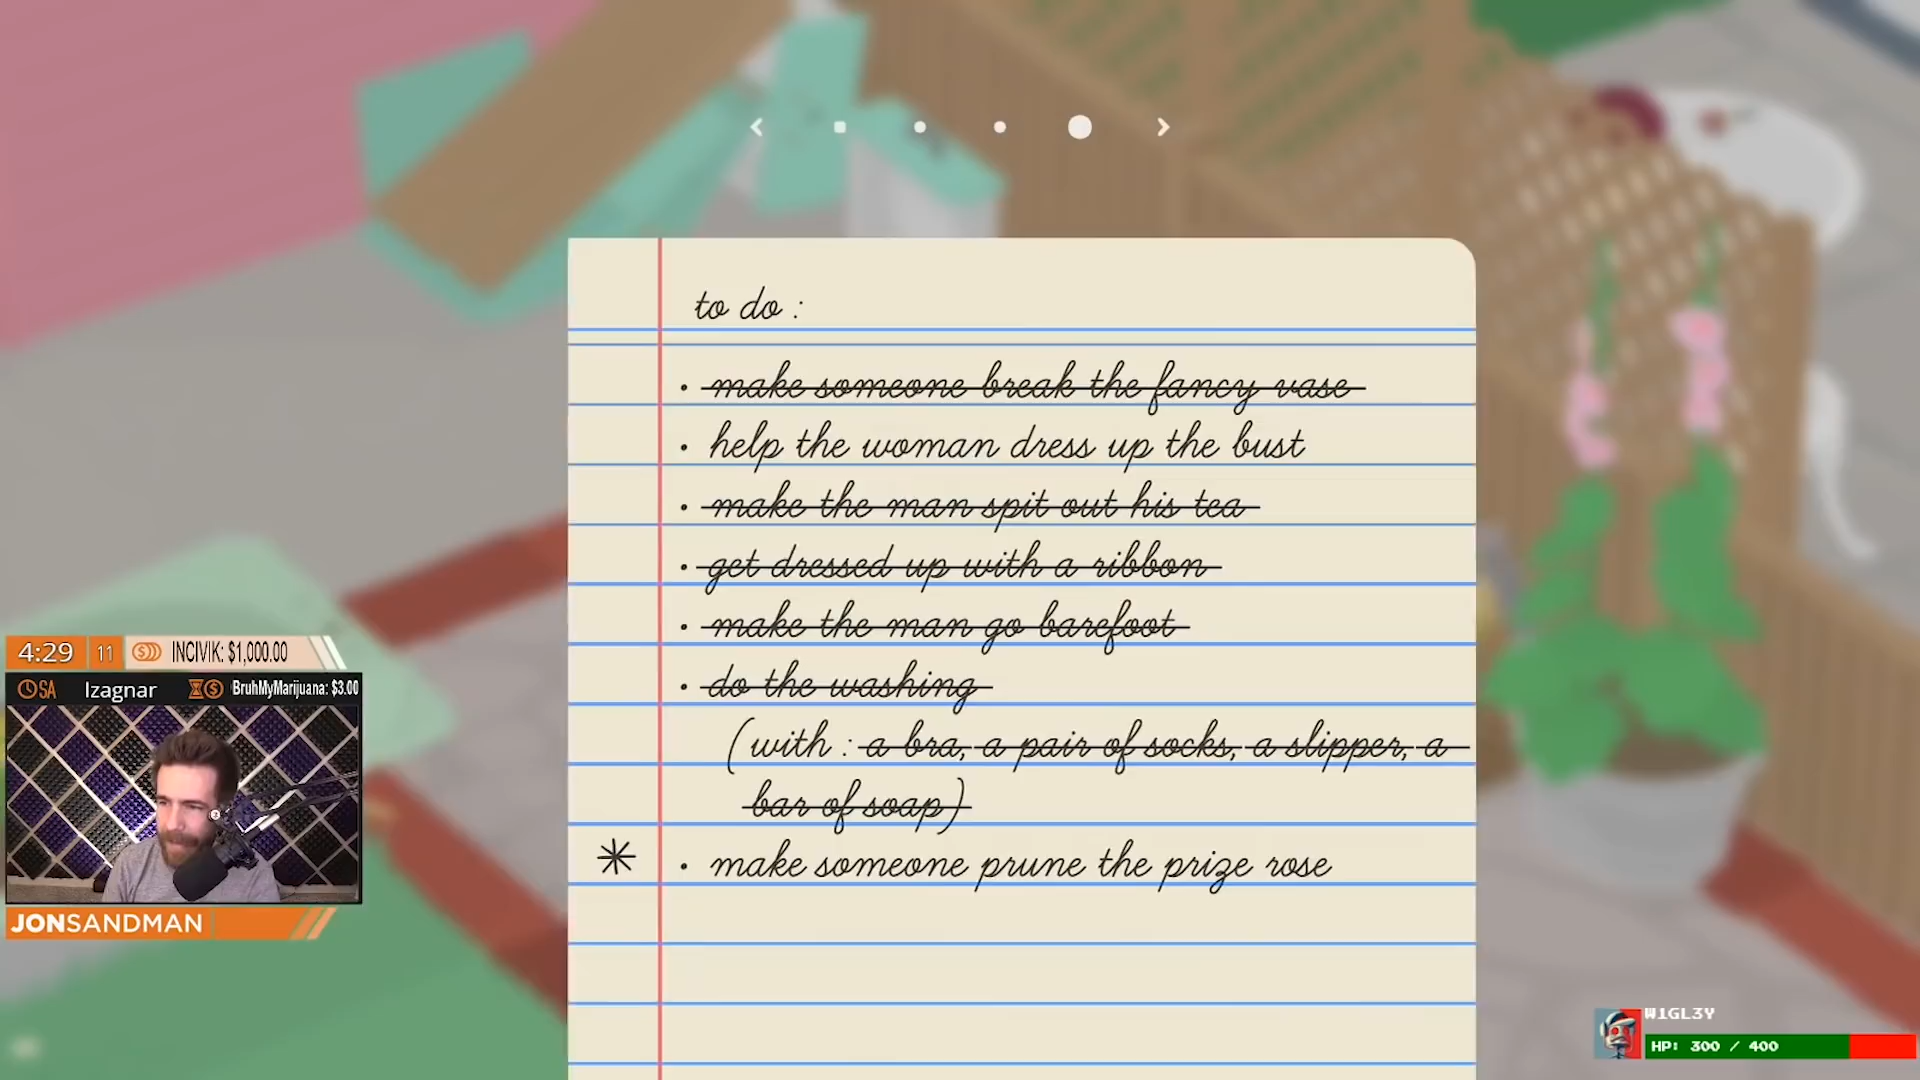 to do :
· make someone break the fancy vase
· help the woman dress up the bust
· make the man spit out his tea
· get dressed up with a ribbon
· make the man go barefoot
· do the washing
(with : a bra, a pair of socks, a slipper, a
bar of soap)
· make someone prune the prize rose
4:29 11 INCIVIK: $1,000.00
SA Izagnar BruhMyMarijuana: $3.00
JONSANDMAN
W1GL3Y
HP: 300 / 400